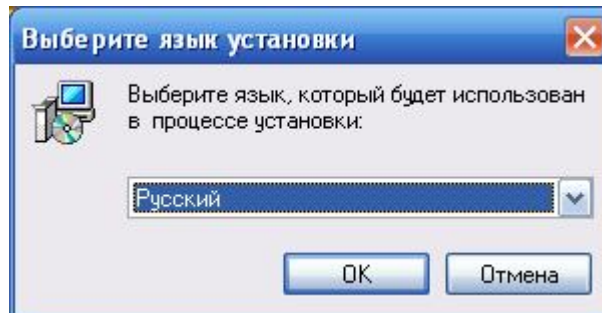 Выберите язык установки
Выберите язык, который будет использован
в процессе установки:
Русский
OK
Отмена